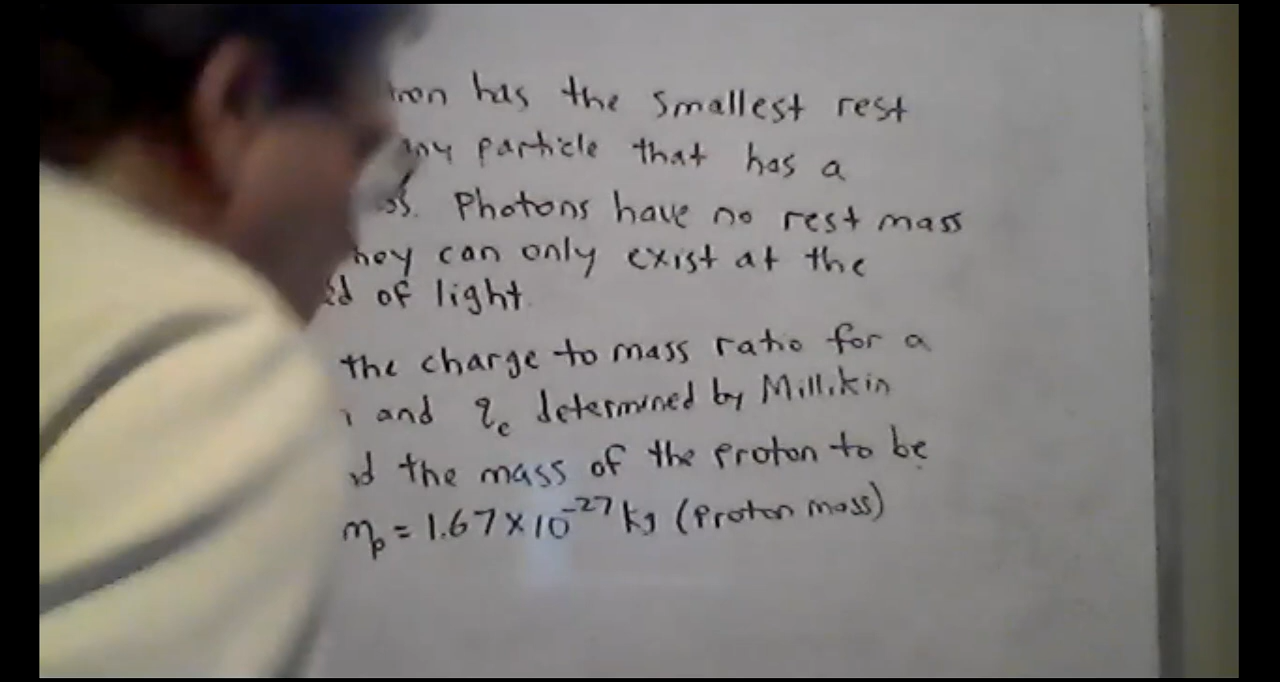 has the smallest rest
particle that has a
Photons have no rest mass
can only exist at the
of light.
the charge to mass ratio for a
and q_e determined by Millikin
the mass of the proton to be
m_p = 1.67 × 10^-27 kg (Proton mass)